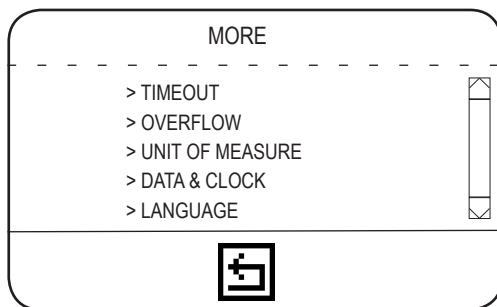 MORE
> TIMEOUT
> OVERFLOW
> UNIT OF MEASURE
> DATA & CLOCK
> LANGUAGE